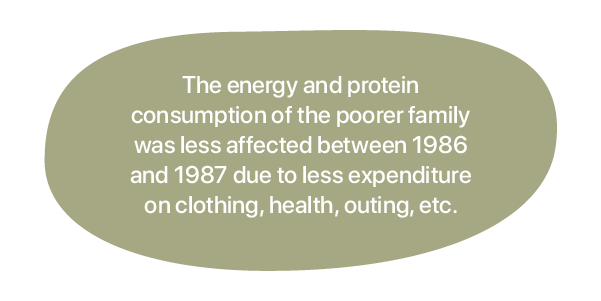 The energy and protein
consumption of the poorer family
was less affected between 1986
and 1987 due to less expenditure
on clothing, health, outing, etc.